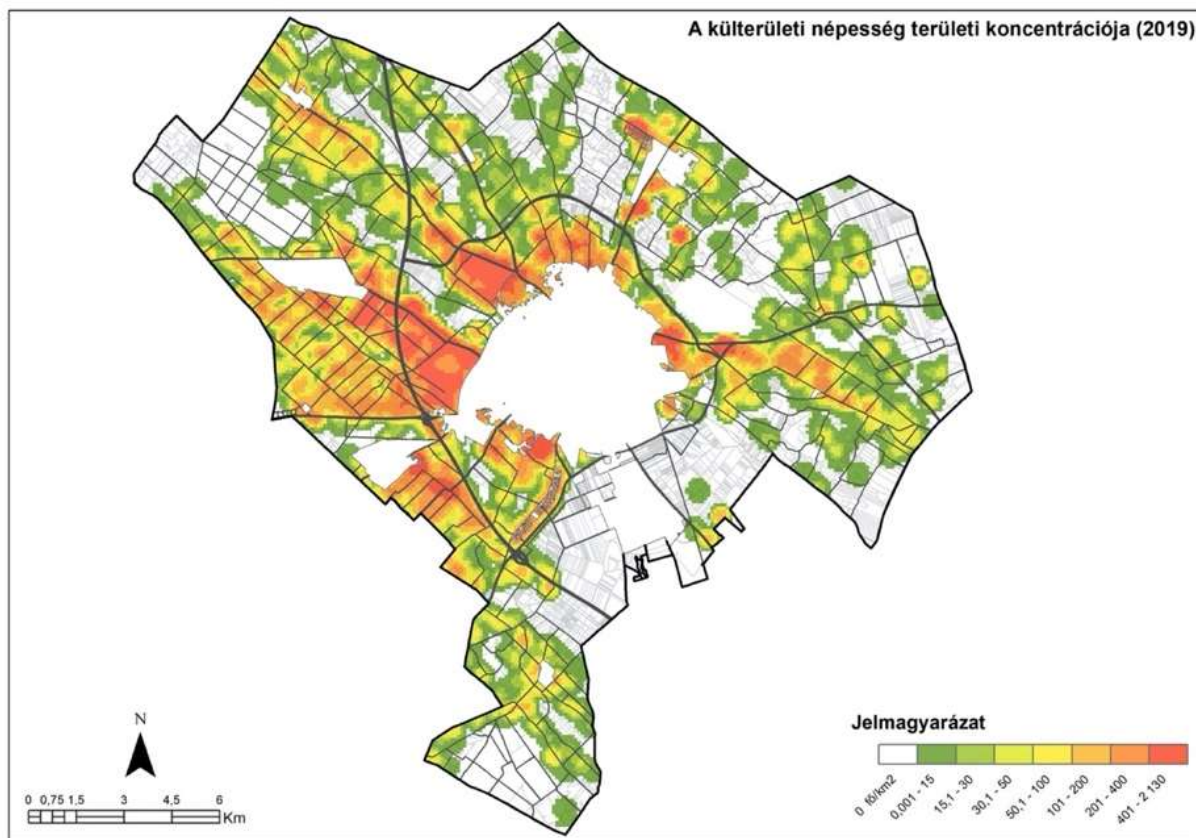 A külterületi népesség területi koncentrációja (2019)
N
0 0,75 1,5 3 4,5 6
Km
Jelmagyarázat
0 fő/km2
0,001 - 15
15,1 - 30
30,1 - 50
50,1 - 100
101 - 200
201 - 400
401 - 2 130